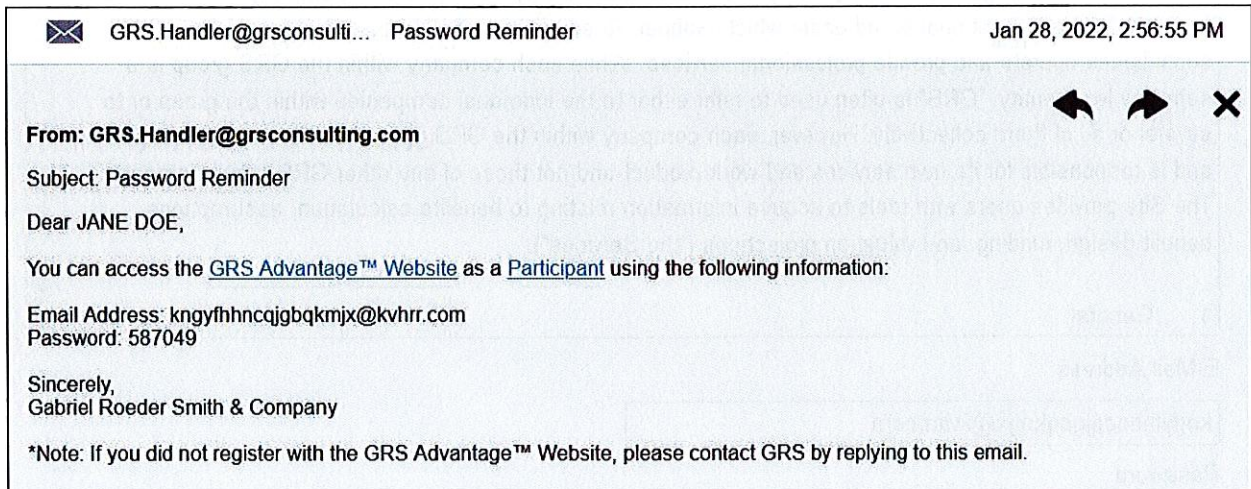 GRS.Handler@grsconsulti... Password Reminder Jan 28, 2022, 2:56:55 PM
From: GRS.Handler@grsconsulting.com
Subject: Password Reminder
Dear JANE DOE,
You can access the GRS Advantage™ Website as a Participant using the following information:
Email Address: kngyfhhncqjgbqkmjx@kvhrr.com
Password: 587049
Sincerely,
Gabriel Roeder Smith & Company
*Note: If you did not register with the GRS Advantage™ Website, please contact GRS by replying to this email.